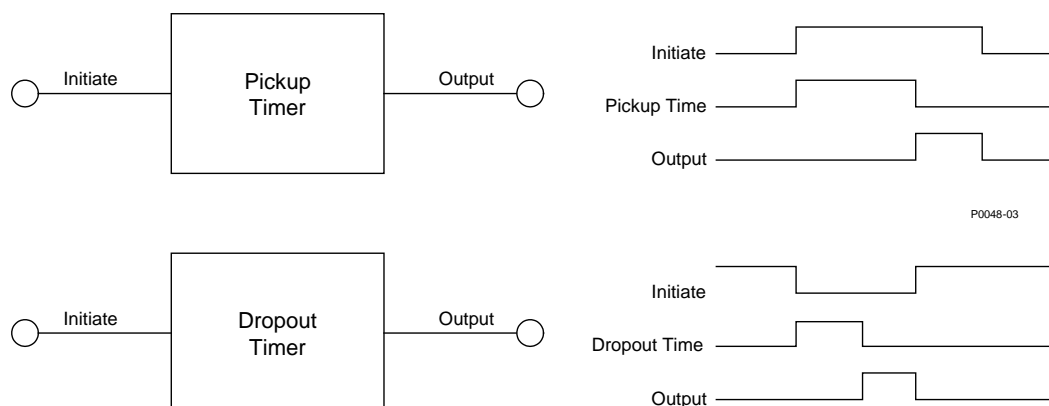 Initiate
Pickup
Timer
Output
Initiate
Pickup Time
Output
P0048-03
Initiate
Dropout
Timer
Output
Initiate
Dropout Time
Output